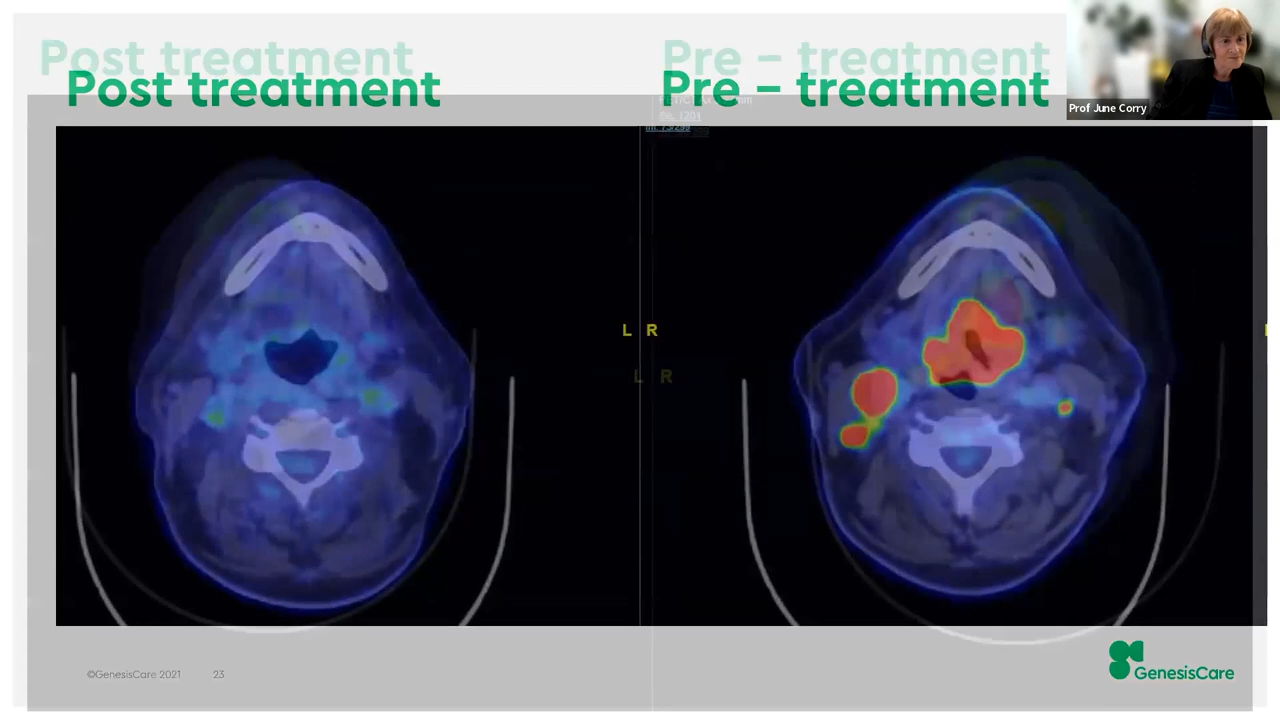 Post treatment
Pre – treatment
Post treatment
Pre – treatment
Prof June Corry
L
R
L
R
©GenesisCare 2021
23
GenesisCare